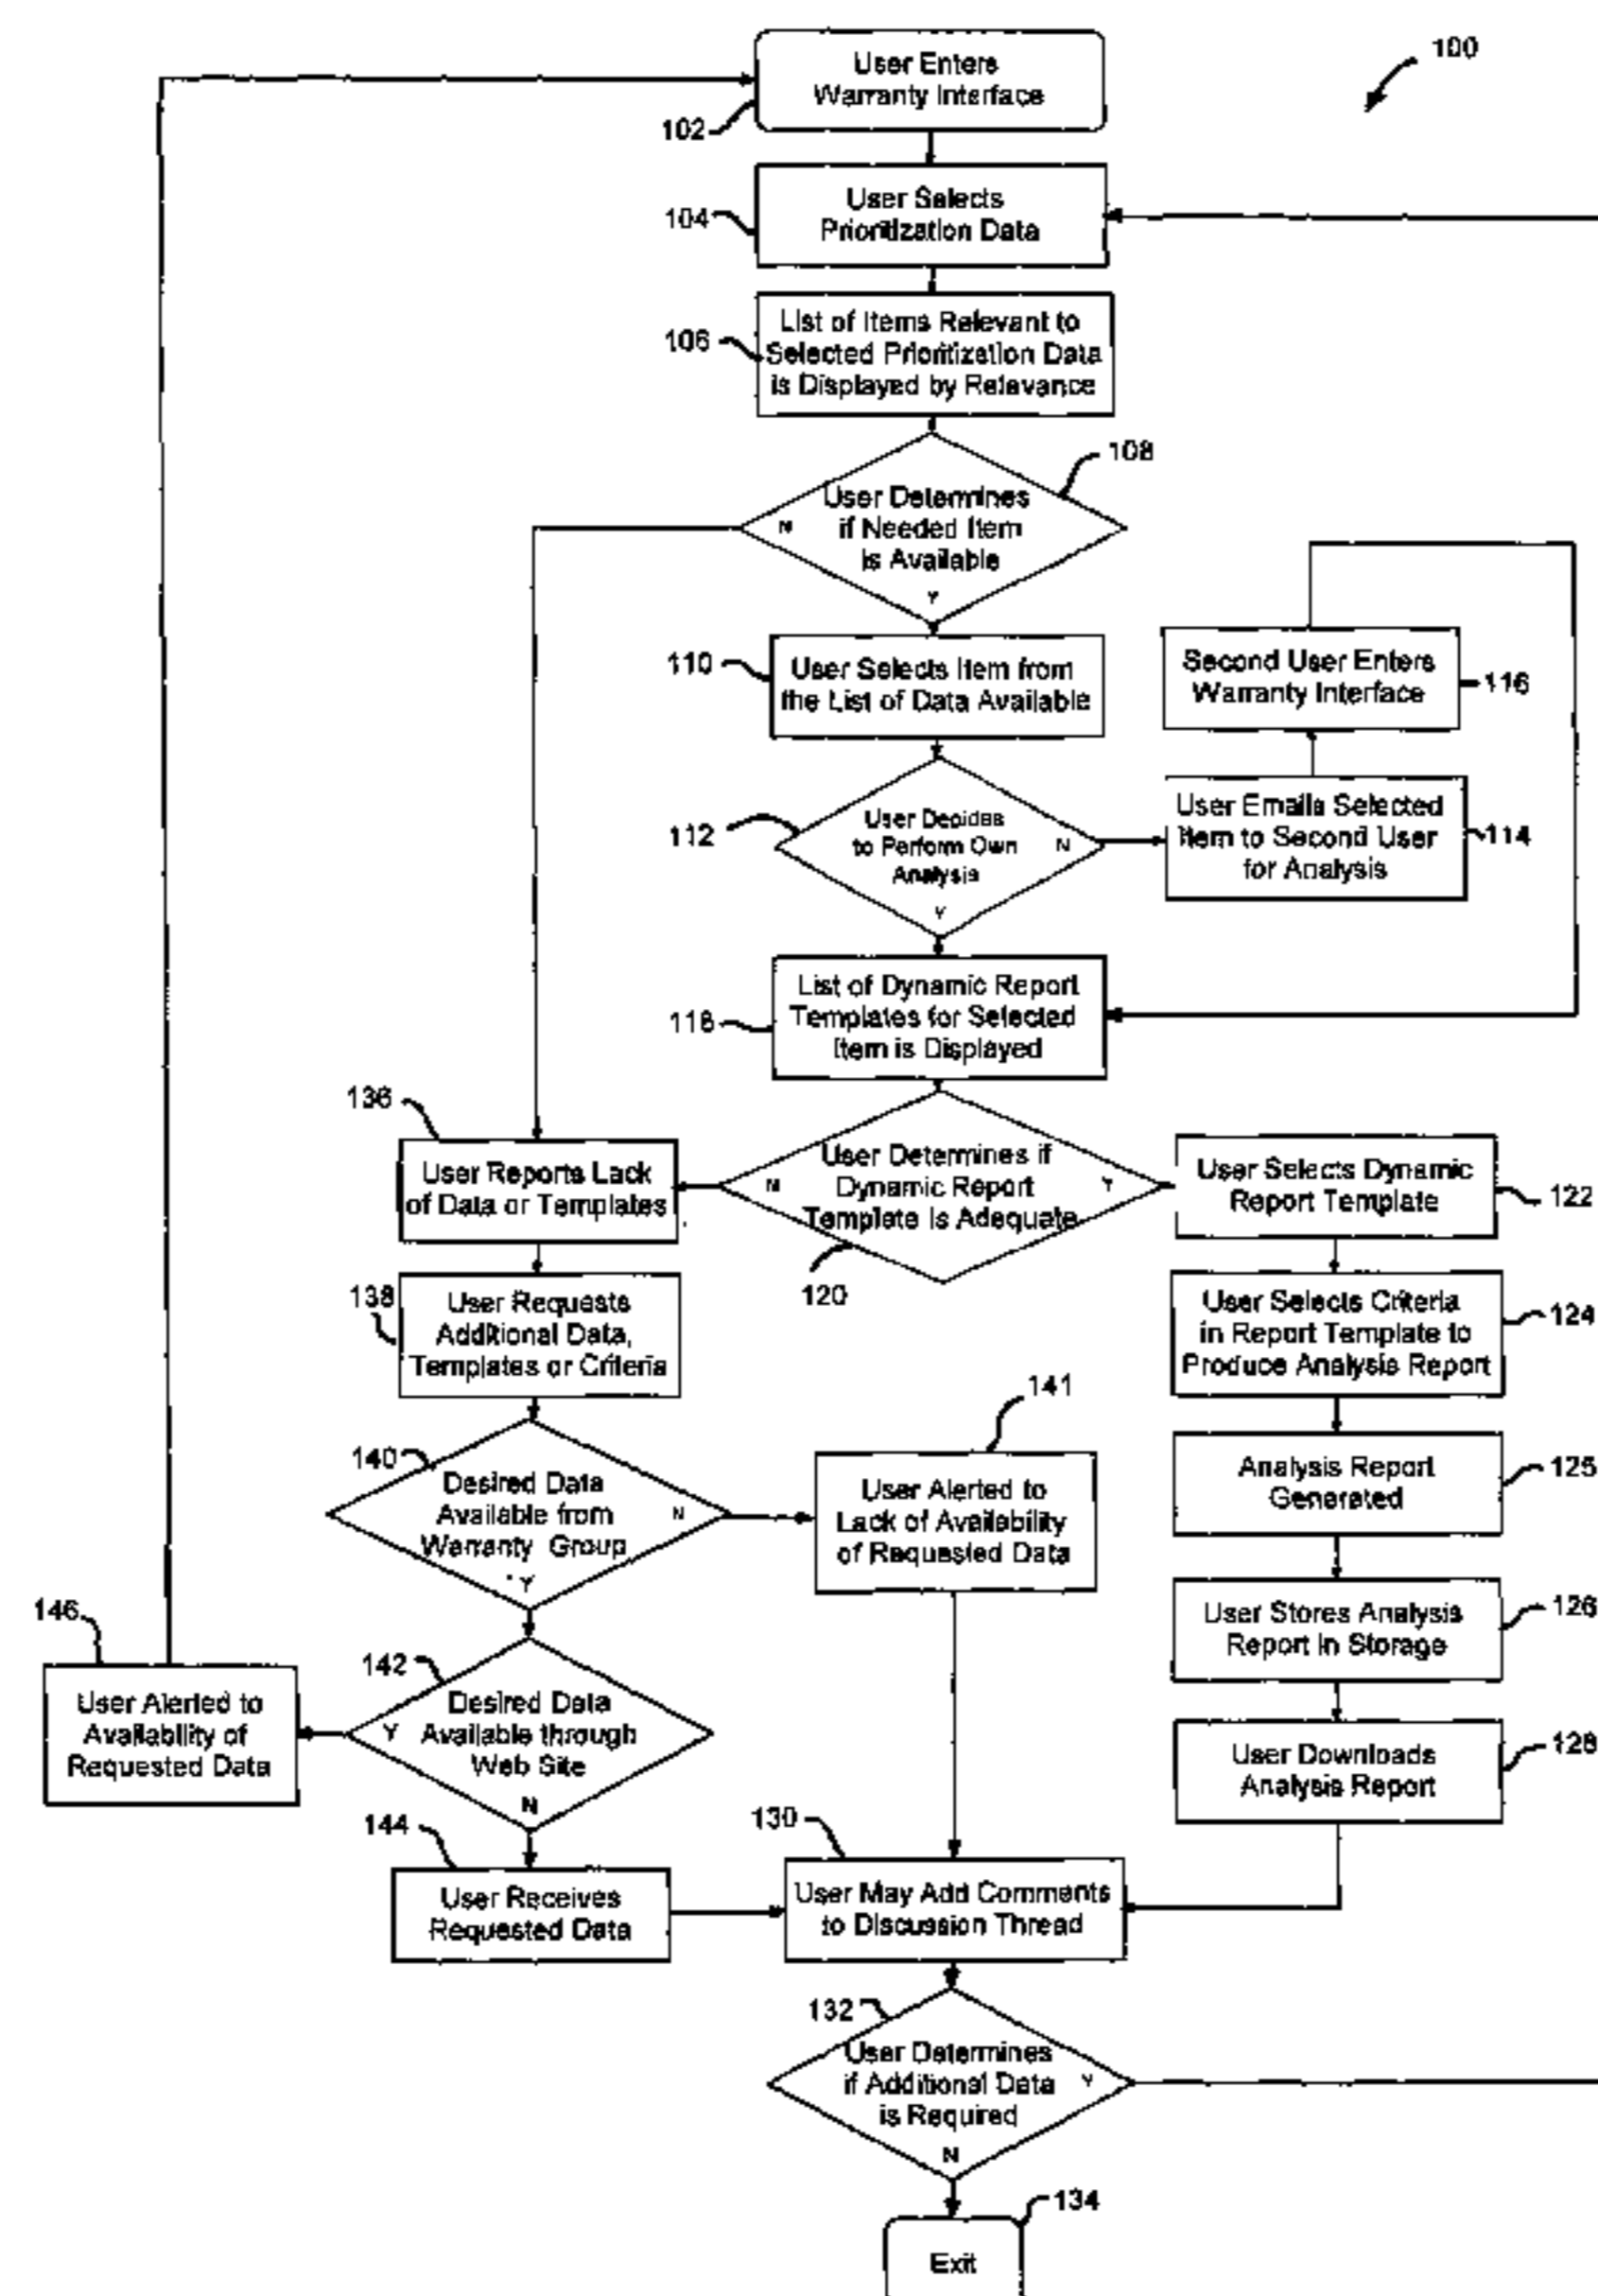 100
User Enters
Warranty Interface
102
User Selects
Prioritization Data
104
List of Items Relevant to
Selected Prioritization Data
is Displayed by Relevance
106
108
User Determines
if Needed Item
is Available
N
Y
110
User Selects Item from
the List of Data Available
Second User Enters
Warranty Interface
116
112
User Decides
to Perform Own
Analysis
N
Y
User Emails Selected
Item to Second User
for Analysis
114
List of Dynamic Report
Templates for Selected
Item is Displayed
118
136
User Reports Lack
of Data or Templates
User Determines if
Dynamic Report
Template is Adequate
N
Y
120
User Selects Dynamic
Report Template
122
138
User Requests
Additional Data,
Templates or Criteria
User Selects Criteria
in Report Template to
Produce Analysis Report
124
140
Desired Data
Available from
Warranty Group
N
Y
141
User Alerted to
Lack of Availability
of Requested Data
Analysis Report
Generated
125
User Stores Analysis
Report in Storage
126
146
User Alerted to
Availability of
Requested Data
142
Desired Data
Available through
Web Site
Y
N
User Downloads
Analysis Report
128
144
User Receives
Requested Data
130
User May Add Comments
to Discussion Thread
132
User Determines
if Additional Data
is Required
Y
N
134
Exit